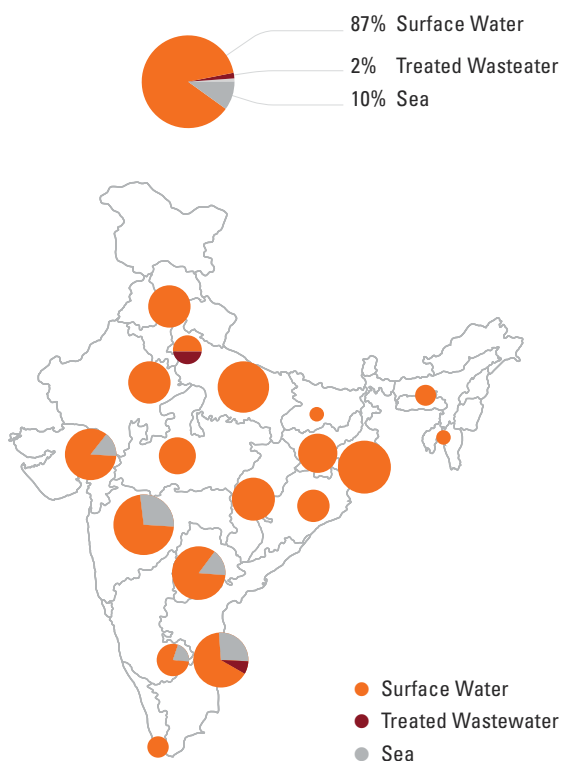 87% Surface Water
2% Treated Wasteater
10% Sea
Surface Water
Treated Wastewater
Sea